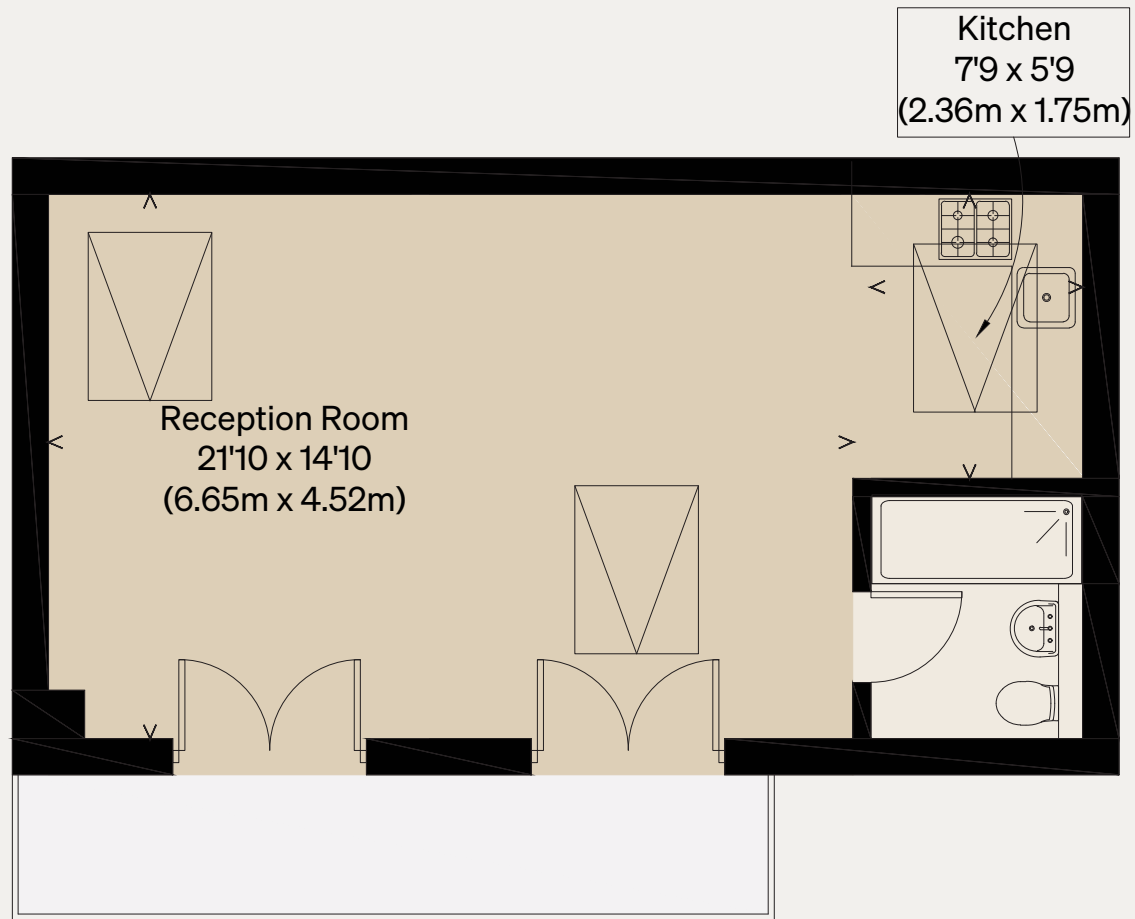 Kitchen
7'9 x 5'9
(2.36m x 1.75m)
Reception Room
21'10 x 14'10
(6.65m x 4.52m)